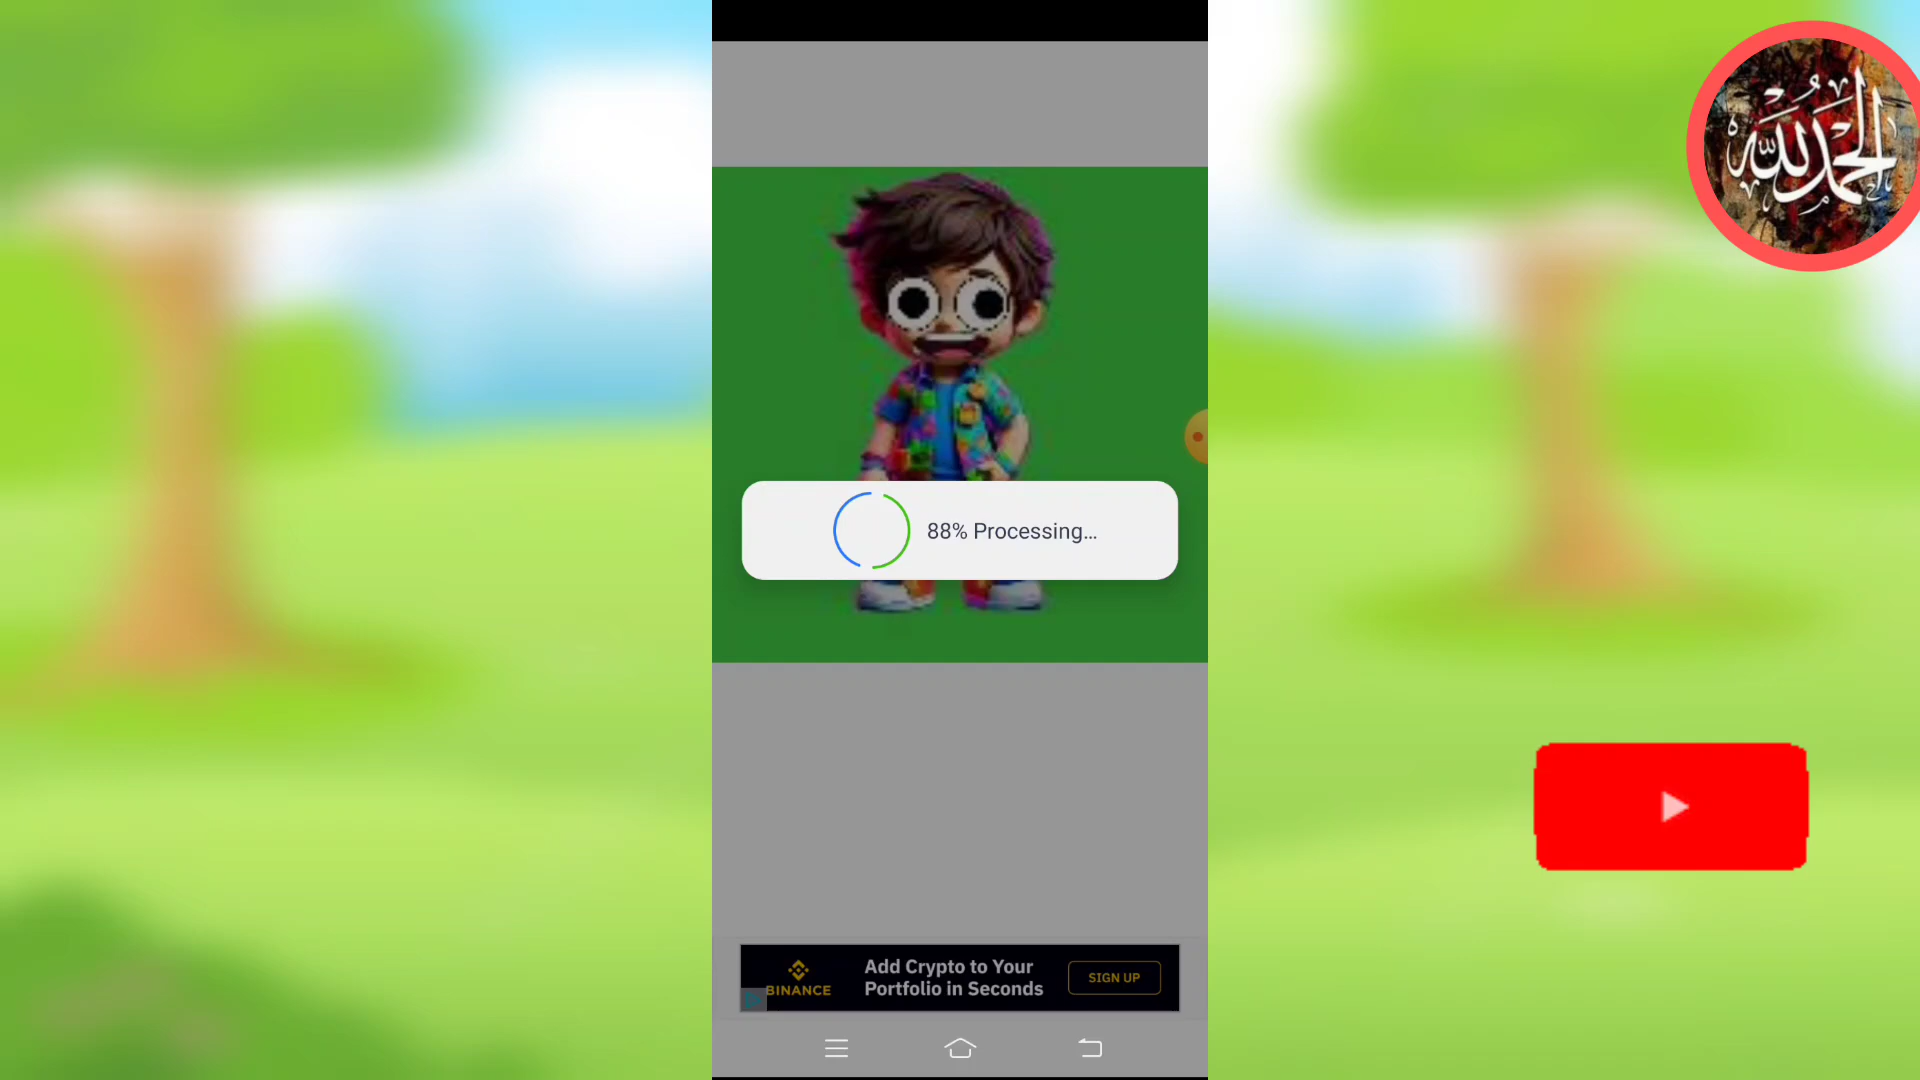 الحمد لله
88% Processing...
BINANCE
Add Crypto to Your
Portfolio in Seconds
SIGN UP